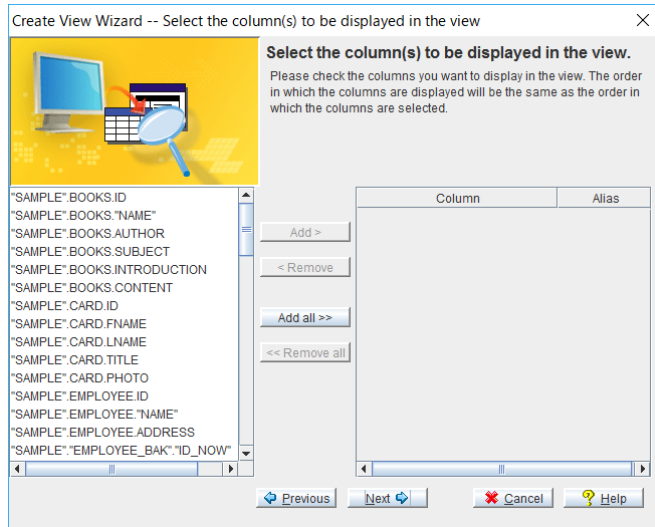 Create View Wizard -- Select the column(s) to be displayed in the view
Select the column(s) to be displayed in the view.
Please check the columns you want to display in the view. The order
in which the columns are displayed will be the same as the order in
which the columns are selected.
"SAMPLE".BOOKS.ID
"SAMPLE".BOOKS."NAME"
"SAMPLE".BOOKS.AUTHOR
"SAMPLE".BOOKS.SUBJECT
"SAMPLE".BOOKS.INTRODUCTION
"SAMPLE".BOOKS.CONTENT
"SAMPLE".CARD.ID
"SAMPLE".CARD.FNAME
"SAMPLE".CARD.LNAME
"SAMPLE".CARD.TITLE
"SAMPLE".CARD.PHOTO
"SAMPLE".EMPLOYEE.ID
"SAMPLE".EMPLOYEE."NAME"
"SAMPLE".EMPLOYEE.ADDRESS
"SAMPLE"."EMPLOYEE_BAK"."ID_NOW"
Add >
< Remove
Add all >>
<< Remove all
Column Alias
Previous Next Cancel Help